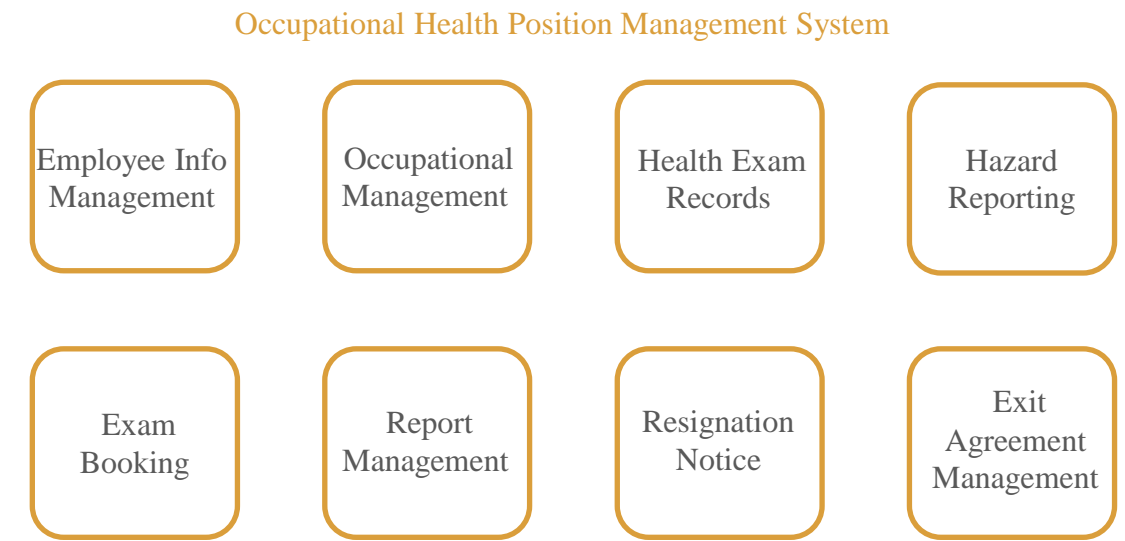 Occupational Health Position Management System
Employee Info
Management
Occupational
Management
Health Exam
Records
Hazard
Reporting
Exam
Booking
Report
Management
Resignation
Notice
Exit
Agreement
Management